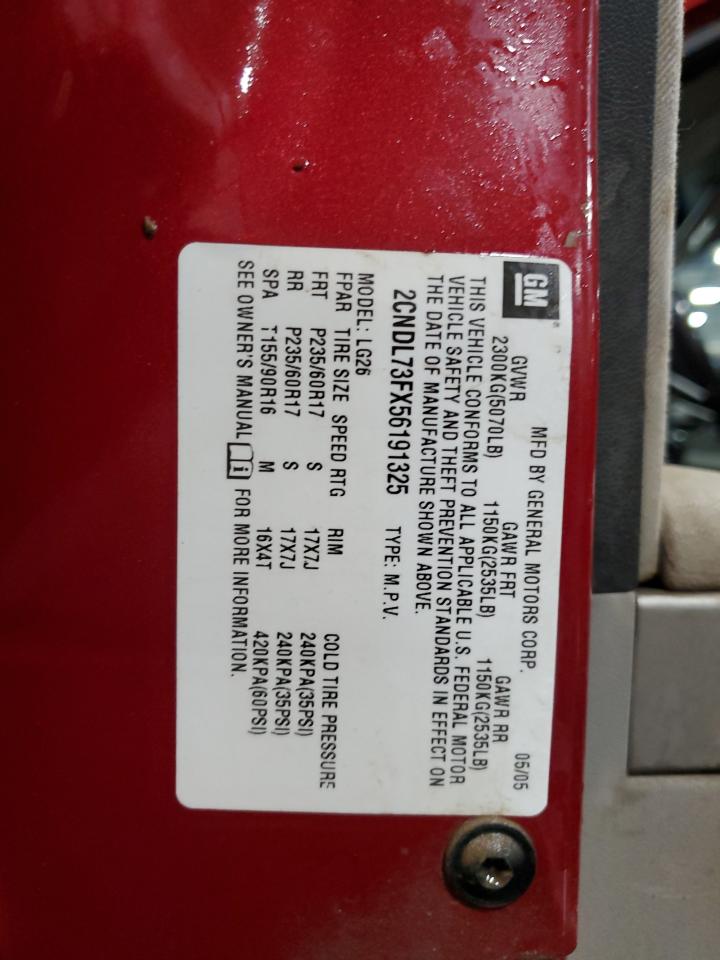 GM® MFD BY GENERAL MOTORS CORP. 05/05
GVWR GAWR FRT GAWR RR
2300KG(5070LB) 1150KG(2535LB) 1150KG(2535LB)
THIS VEHICLE CONFORMS TO ALL APPLICABLE U.S. FEDERAL MOTOR
VEHICLE SAFETY AND THEFT PREVENTION STANDARDS IN EFFECT ON
THE DATE OF MANUFACTURE SHOWN ABOVE.
2CNDL73FX56191325 TYPE: M.P.V.
MODEL: LG26
FPAR TIRE SIZE SPEED RTG RIM COLD TIRE PRESSURE
FRT P235/60R17 S 17X7J 240KPA(35PSI)
RR P235/60R17 S 17X7J 240KPA(35PSI)
SPA T155/90R16 M 16X4T 420KPA(60PSI)
SEE OWNER'S MANUAL i FOR MORE INFORMATION.